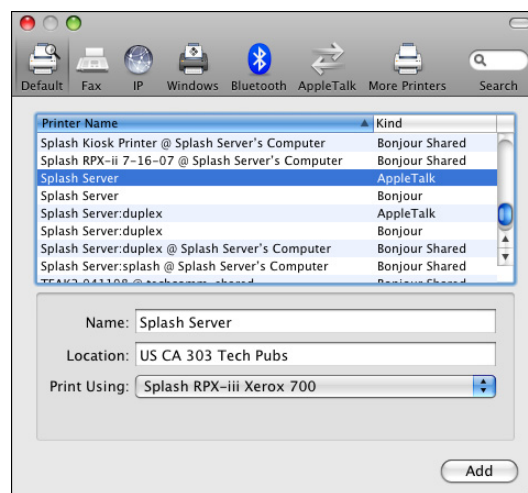 Default Fax IP Windows Bluetooth AppleTalk More Printers Search
Printer Name Kind
Splash Kiosk Printer @ Splash Server's Computer Bonjour Shared
Splash RPX-ii 7-16-07 @ Splash Server's Computer Bonjour Shared
Splash Server AppleTalk
Splash Server Bonjour
Splash Server:duplex AppleTalk
Splash Server:duplex Bonjour
Splash Server:duplex @ Splash Server's Computer Bonjour Shared
Splash Server:splash @ Splash Server's Computer Bonjour Shared
Name: Splash Server
Location: US CA 303 Tech Pubs
Print Using: Splash RPX-iii Xerox 700
Add